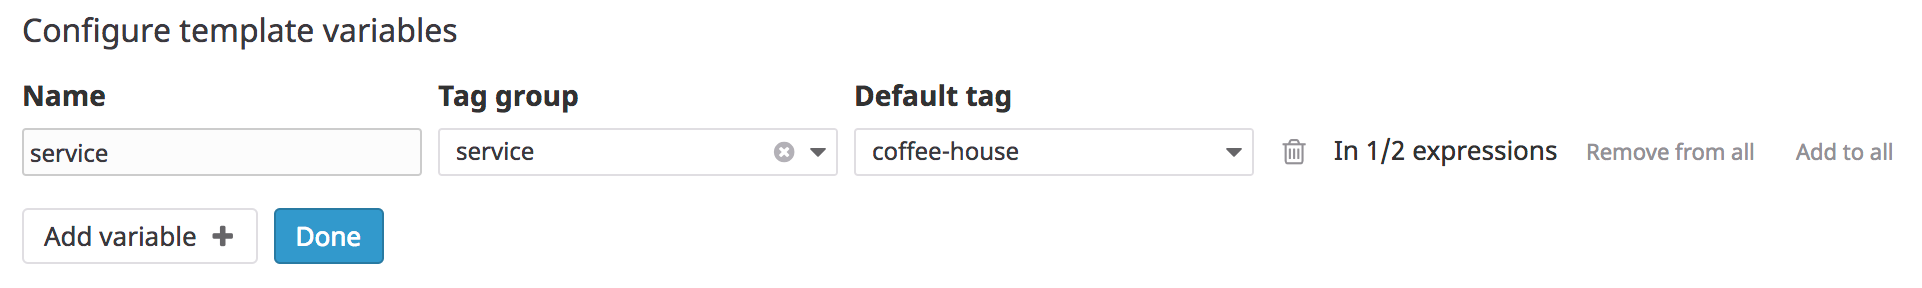 Configure template variables
Name Tag group Default tag
service service coffee-house In 1/2 expressions Remove from all Add to all
Add variable Done